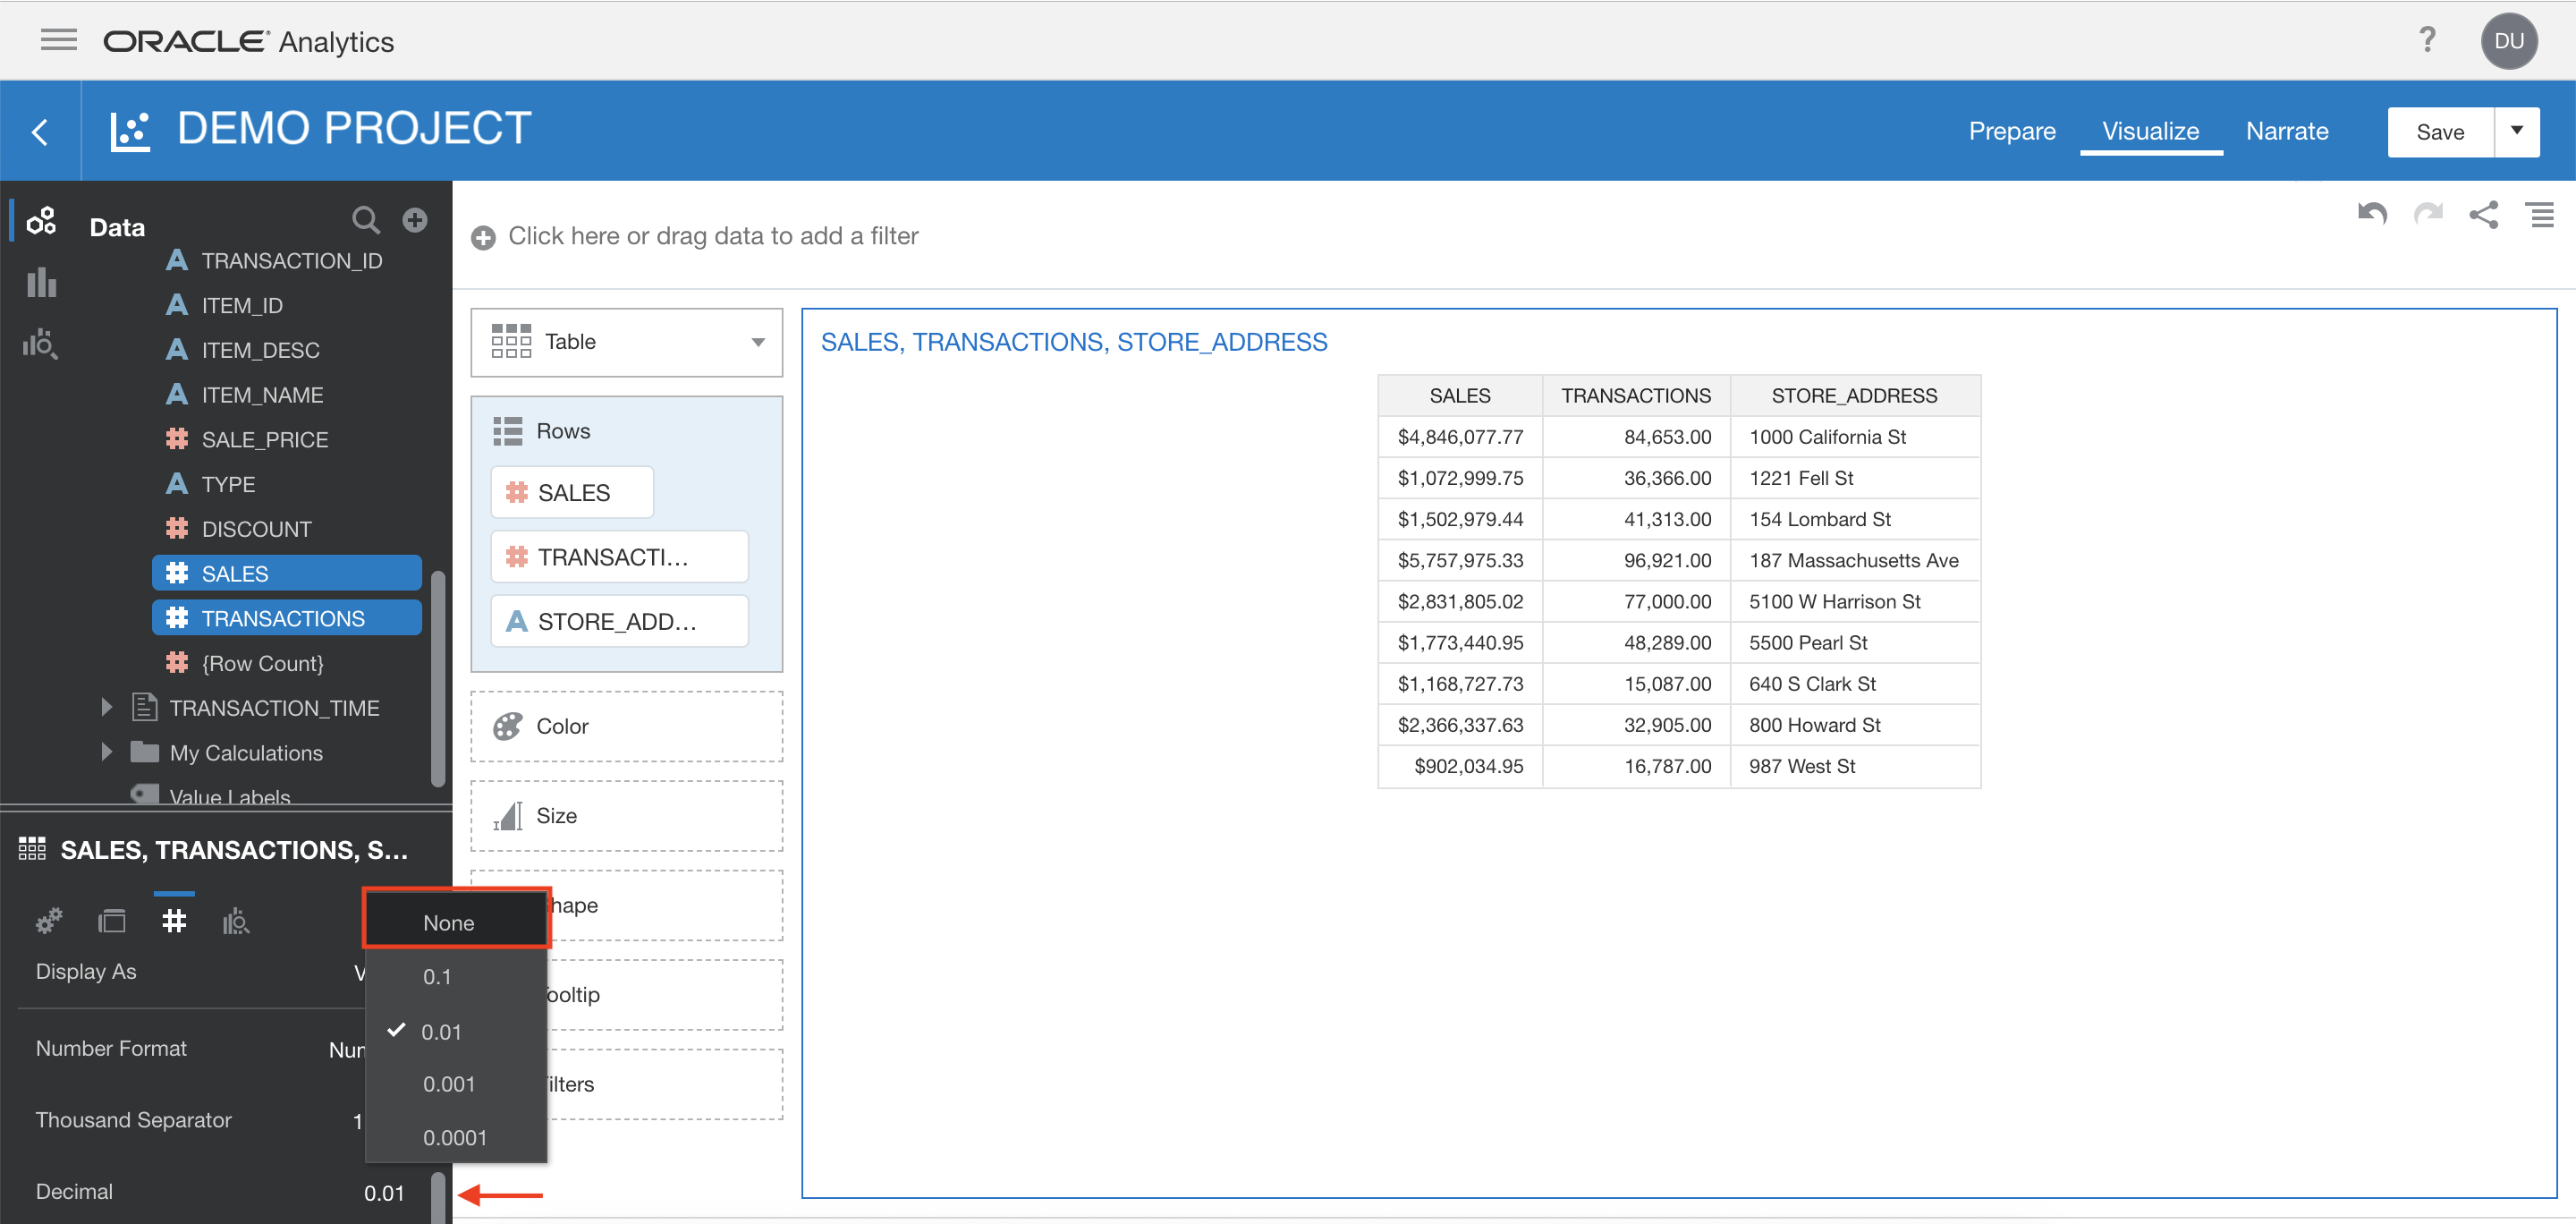 ORACLE® Analytics
?
DU
DEMO PROJECT
Prepare
Visualize
Narrate
Save
Data
TRANSACTION_ID
ITEM_ID
ITEM_DESC
ITEM_NAME
SALE_PRICE
TYPE
DISCOUNT
SALES
TRANSACTIONS
{Row Count}
TRANSACTION_TIME
My Calculations
Value Labels
SALES, TRANSACTIONS, S...
Display As
V
Number Format
Num
Thousand Separator
1
Decimal
0.01
None
0.1
0.01
0.001
0.0001
Click here or drag data to add a filter
Table
Rows
SALES
TRANSACTI...
STORE_ADD...
Color
Size
hape
ooltip
ilters
SALES, TRANSACTIONS, STORE_ADDRESS
SALES TRANSACTIONS STORE_ADDRESS
$4,846,077.77 84,653.00 1000 California St
$1,072,999.75 36,366.00 1221 Fell St
$1,502,979.44 41,313.00 154 Lombard St
$5,757,975.33 96,921.00 187 Massachusetts Ave
$2,831,805.02 77,000.00 5100 W Harrison St
$1,773,440.95 48,289.00 5500 Pearl St
$1,168,727.73 15,087.00 640 S Clark St
$2,366,337.63 32,905.00 800 Howard St
$902,034.95 16,787.00 987 West St